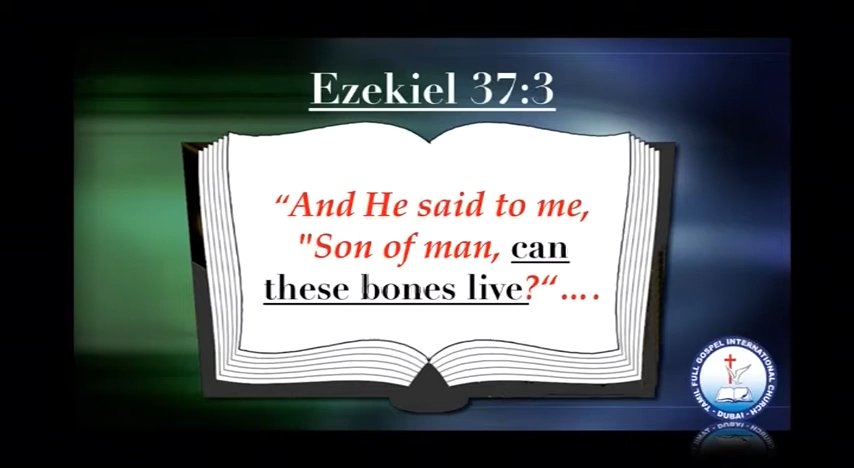 Ezekiel 37:3
“And He said to me,
"Son of man, can
these bones live?“....
TAMIL FULL GOSPEL INTERNATIONAL CHURCH
- DUBAI -